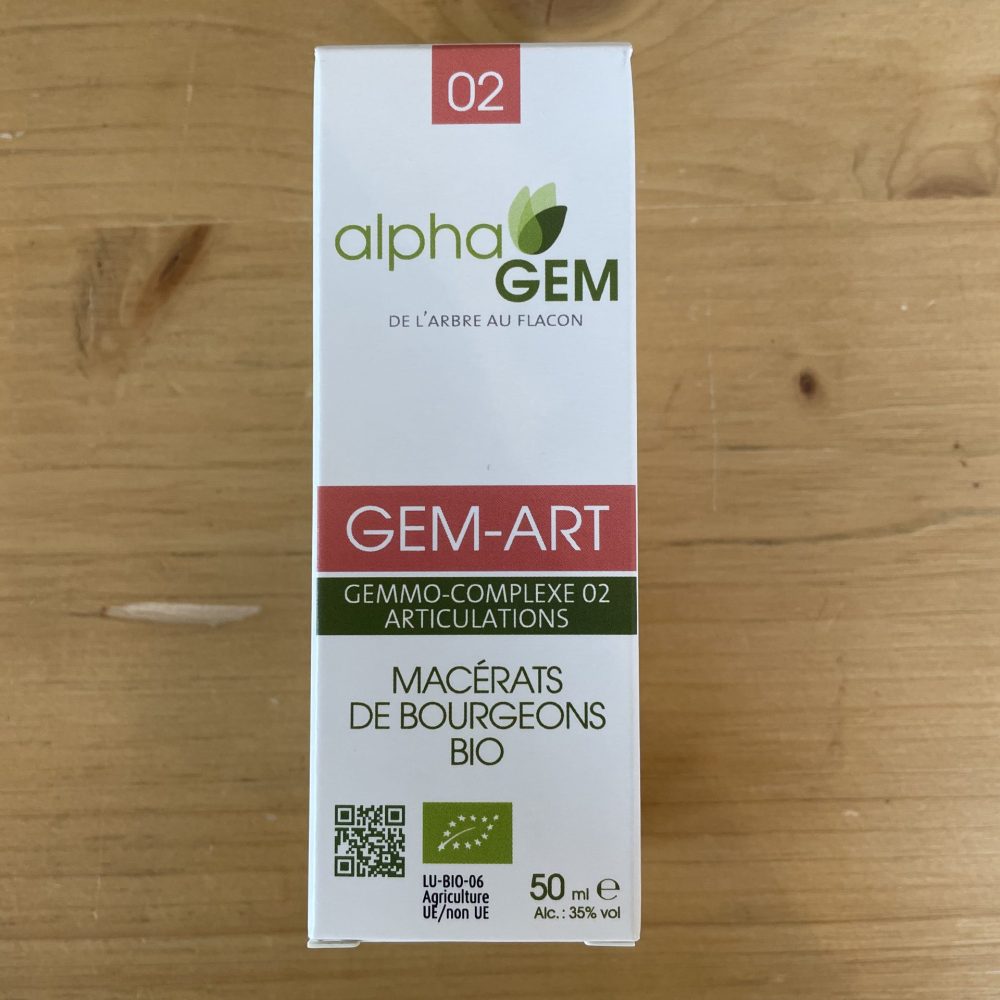 02
alpha
GEM
DE L'ARBRE AU FLACON
GEM-ART
GEMMO-COMPLEXE 02
ARTICULATIONS
MACÉRATS
DE BOURGEONS
BIO
LU-BIO-06
Agriculture
UE/non UE
50 ml e
Alc.: 35% vol